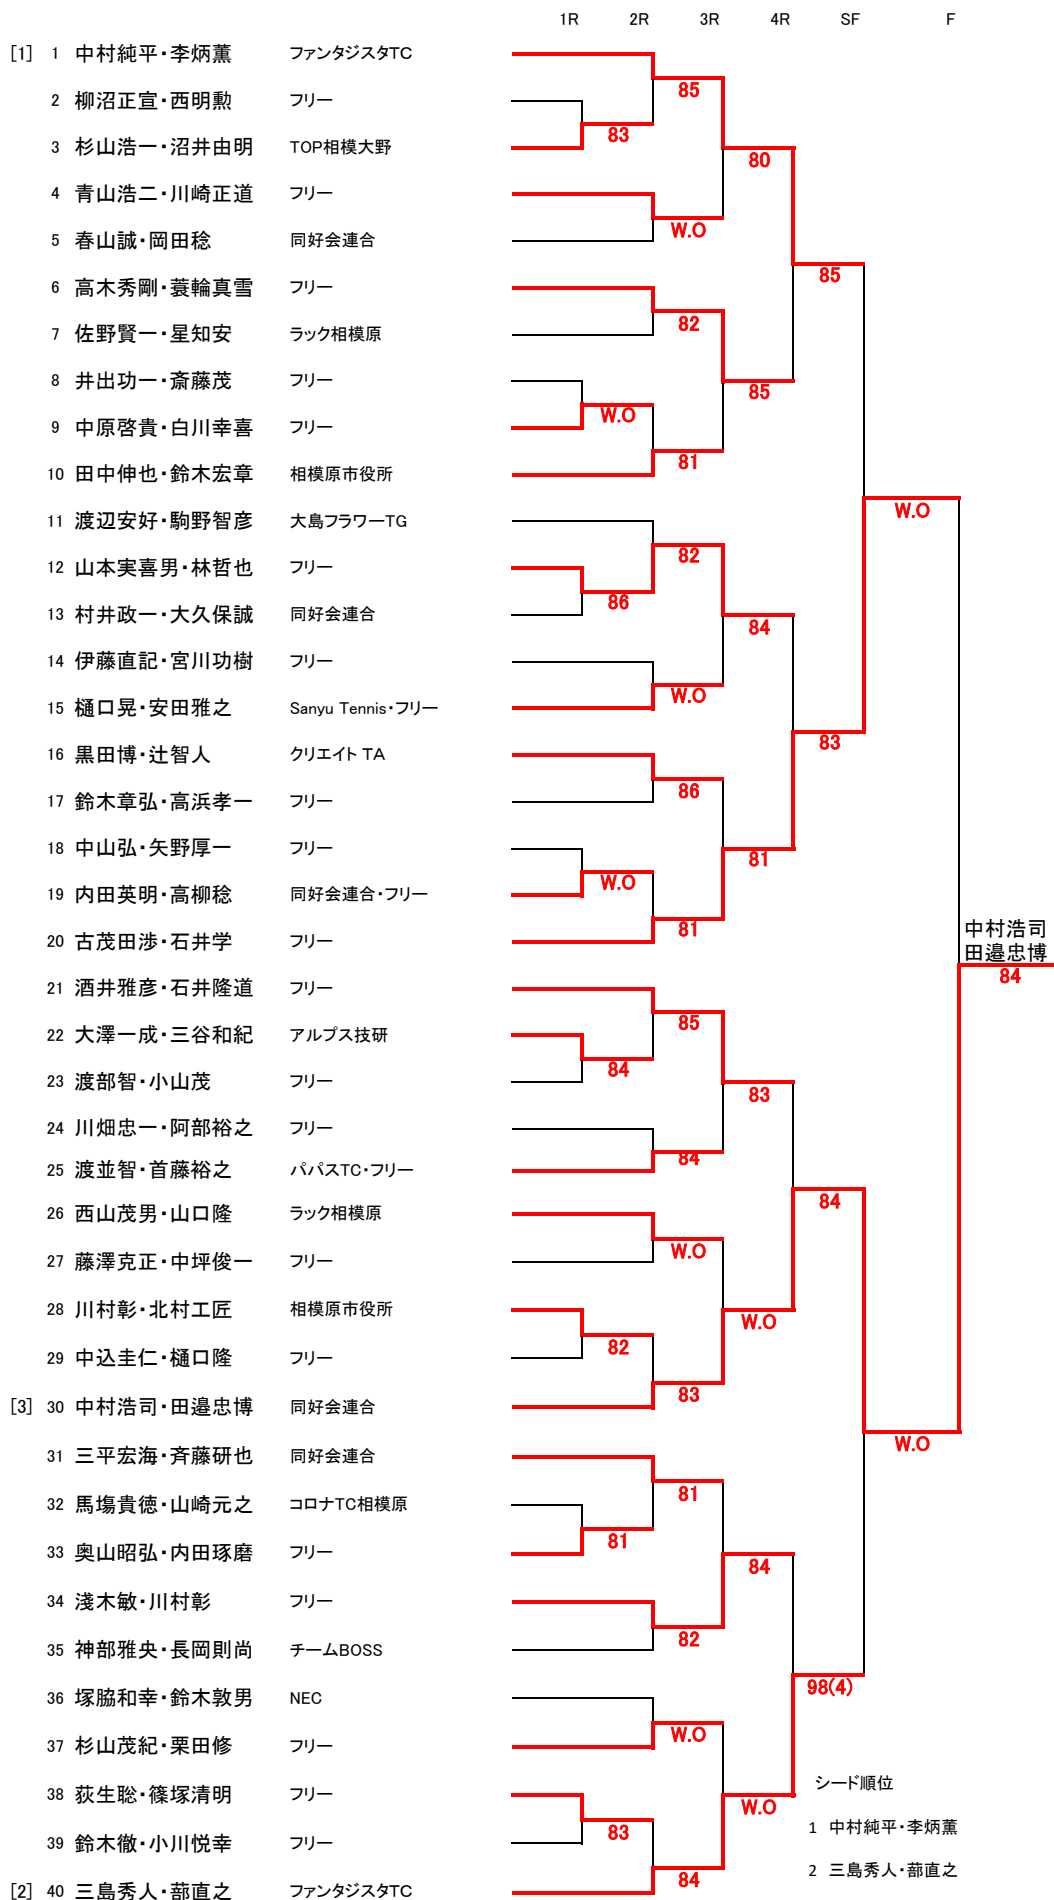 1R 2R 3R 4R SF F
[1] 1 中村純平・李炳薫 ファンタジスタTC
85
2 柳沼正宣・西明勲 フリー
83
3 杉山浩一・沼井由明 TOP相模大野
80
4 青山浩二・川崎正道 フリー
W.O
5 春山誠・岡田稔 同好会連合
85
6 高木秀剛・蓑輪真雪 フリー
82
7 佐野賢一・星知安 ラック相模原
8 井出功一・斎藤茂 フリー
85
W.O
9 中原啓貴・白川幸喜 フリー
81
10 田中伸也・鈴木宏章 相模原市役所
W.O
11 渡辺安好・駒野智彦 大島フラワーTG
82
12 山本実喜男・林哲也 フリー
86
13 村井政一・大久保誠 同好会連合
84
14 伊藤直記・宮川功樹 フリー
W.O
15 樋口晃・安田雅之 Sanyu Tennis・フリー
83
16 黒田博・辻智人 クリエイト TA
86
17 鈴木章弘・高浜孝一 フリー
18 中山弘・矢野厚一 フリー
81
W.O
19 内田英明・高柳稔 同好会連合・フリー
81
20 古茂田渉・石井学 フリー
中村浩司
田邉忠博
84
21 酒井雅彦・石井隆道 フリー
85
22 大澤一成・三谷和紀 アルプス技研
84
23 渡部智・小山茂 フリー
83
24 川畑忠一・阿部裕之 フリー
84
25 渡並智・首藤裕之 パパスTC・フリー
84
26 西山茂男・山口隆 ラック相模原
W.O
27 藤澤克正・中坪俊一 フリー
28 川村彰・北村工匠 相模原市役所
W.O
82
29 中込圭仁・樋口隆 フリー
83
[3] 30 中村浩司・田邉忠博 同好会連合
W.O
31 三平宏海・斉藤研也 同好会連合
81
32 馬塲貴徳・山崎元之 コロナTC相模原
81
33 奥山昭弘・内田琢磨 フリー
84
34 淺木敏・川村彰 フリー
82
35 神部雅央・長岡則尚 チームBOSS
98(4)
36 塚脇和幸・鈴木敦男 NEC
W.O
37 杉山茂紀・栗田修 フリー
シード順位
38 荻生聡・篠塚清明 フリー
W.O
1 中村純平・李炳薫
83
39 鈴木徹・小川悦幸 フリー
2 三島秀人・蔀直之
84
[2] 40 三島秀人・蔀直之 ファンタジスタTC